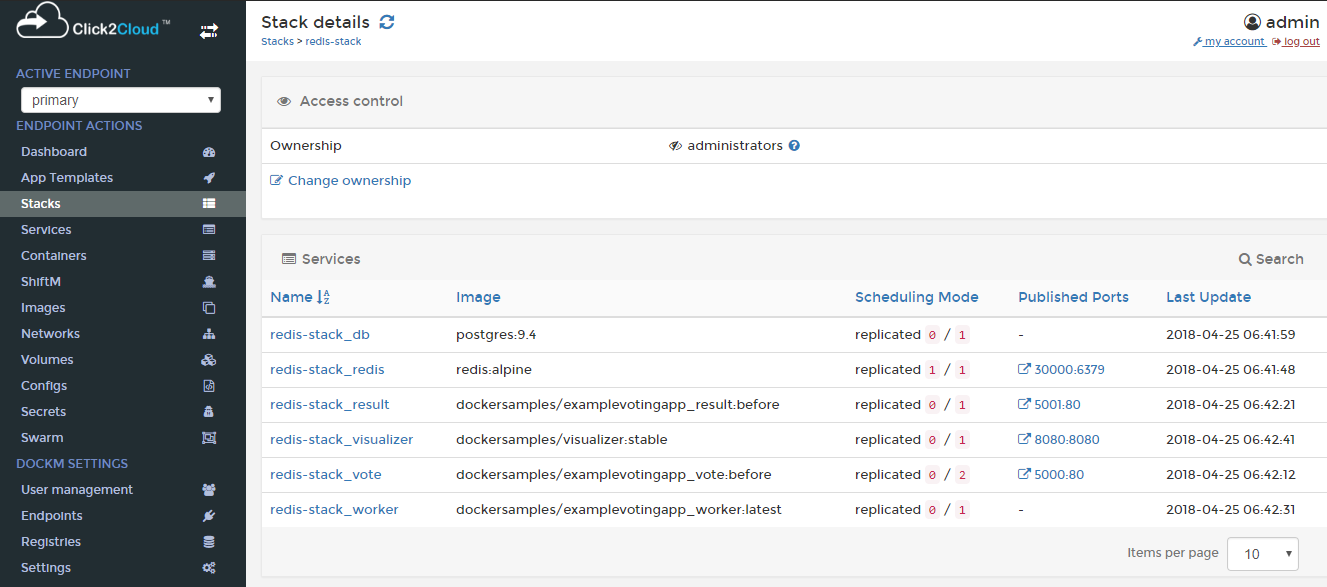 Click2Cloud ™
ACTIVE ENDPOINT
primary
ENDPOINT ACTIONS
Dashboard
App Templates
Stacks
Services
Containers
ShiftM
Images
Networks
Volumes
Configs
Secrets
Swarm
DOCKM SETTINGS
User management
Endpoints
Registries
Settings
Stack details
Stacks > redis-stack
admin
my account log out
Access control
Ownership administrators
Change ownership
Services Search
Name Image Scheduling Mode Published Ports Last Update
redis-stack_db postgres:9.4 replicated 0 / 1 - 2018-04-25 06:41:59
redis-stack_redis redis:alpine replicated 1 / 1 30000:6379 2018-04-25 06:41:48
redis-stack_result dockersamples/examplevotingapp_result:before replicated 0 / 1 5001:80 2018-04-25 06:42:21
redis-stack_visualizer dockersamples/visualizer:stable replicated 0 / 1 8080:8080 2018-04-25 06:42:41
redis-stack_vote dockersamples/examplevotingapp_vote:before replicated 0 / 2 5000:80 2018-04-25 06:42:12
redis-stack_worker dockersamples/examplevotingapp_worker:latest replicated 0 / 1 - 2018-04-25 06:42:31
Items per page 10